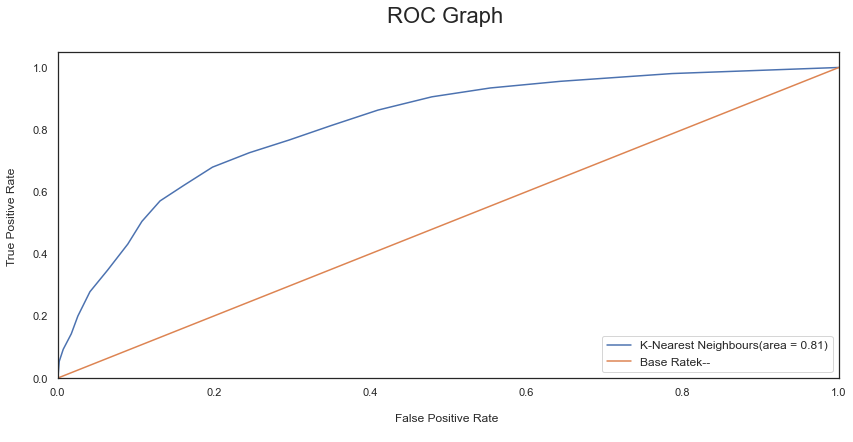 ROC Graph
1.0
0.8
0.6
0.4
0.2
0.0
True Positive Rate
K-Nearest Neighbours(area = 0.81)
Base Ratek--
0.0 0.2 0.4 0.6 0.8 1.0
False Positive Rate